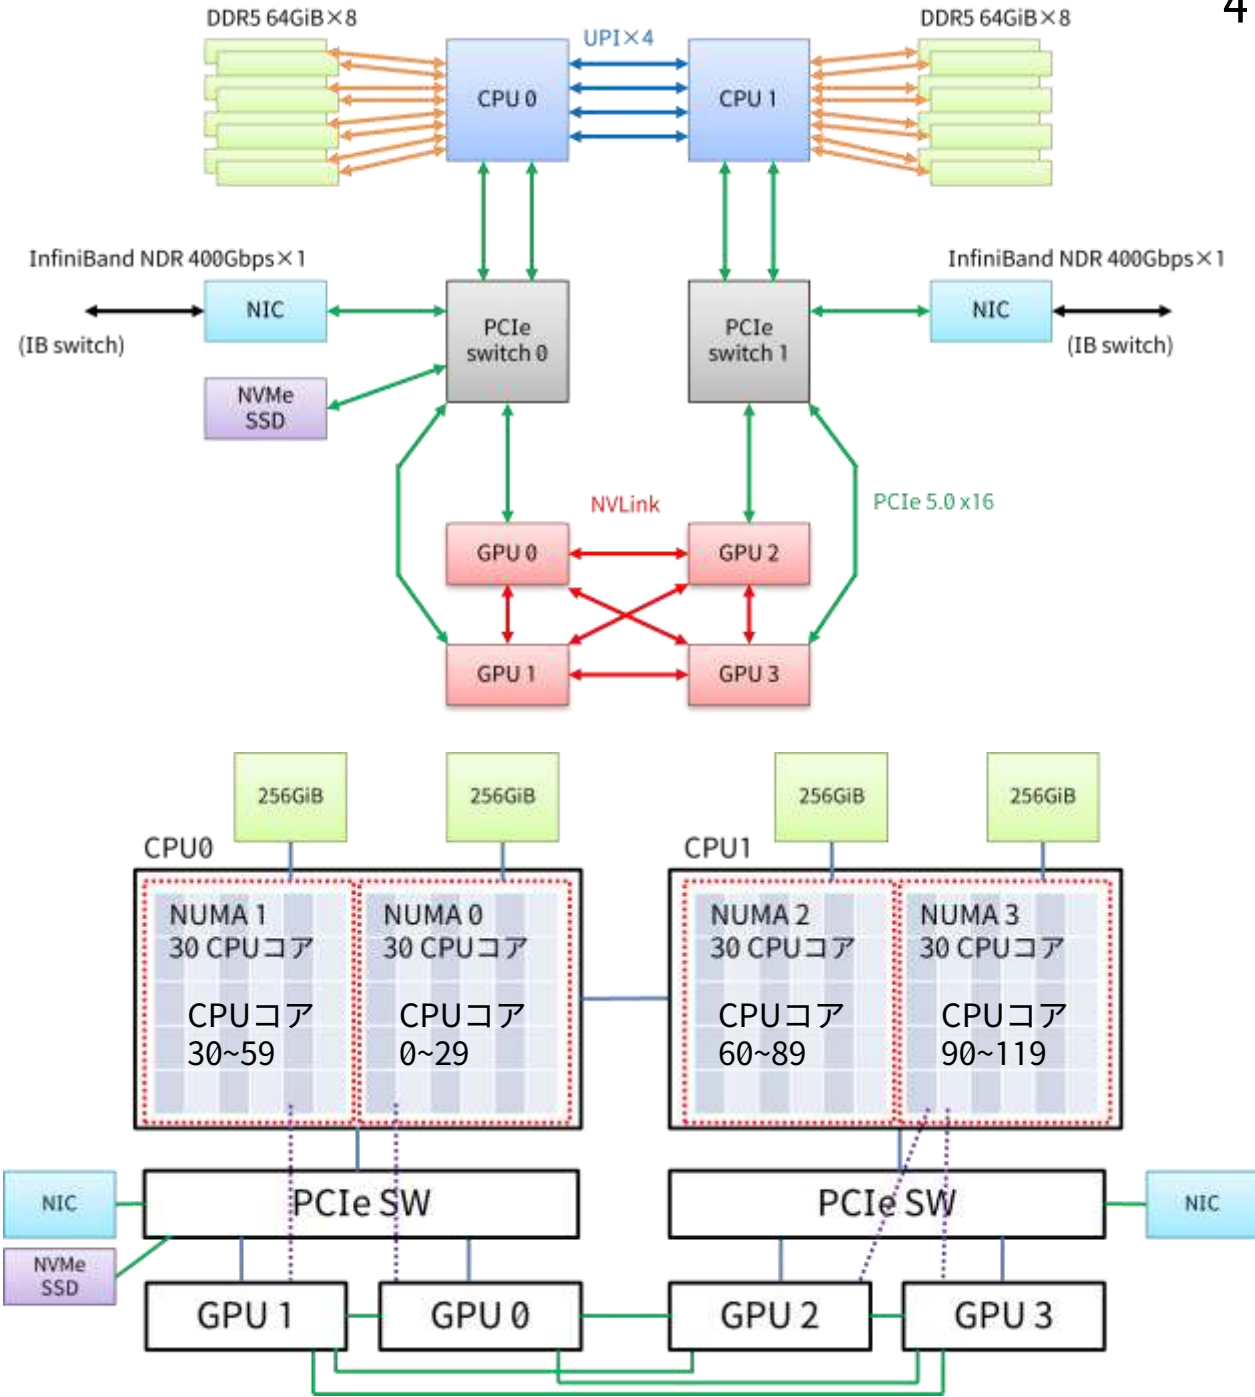 4
DDR5 64GiB×8
DDR5 64GiB×8
UPI×4
CPU 0
CPU 1
InfiniBand NDR 400Gbps×1
InfiniBand NDR 400Gbps×1
NIC
NIC
(IB switch)
(IB switch)
PCIe
switch 0
PCIe
switch 1
NVMe
SSD
NVLink
PCIe 5.0 x16
GPU 0
GPU 2
GPU 1
GPU 3
256GiB
256GiB
256GiB
256GiB
CPU0
CPU1
NUMA 1
30 CPUコア
CPUコア
30~59
NUMA 0
30 CPUコア
CPUコア
0~29
NUMA 2
30 CPUコア
CPUコア
60~89
NUMA 3
30 CPUコア
CPUコア
90~119
NIC
PCIe SW
PCIe SW
NIC
NVMe
SSD
GPU 1
GPU 0
GPU 2
GPU 3